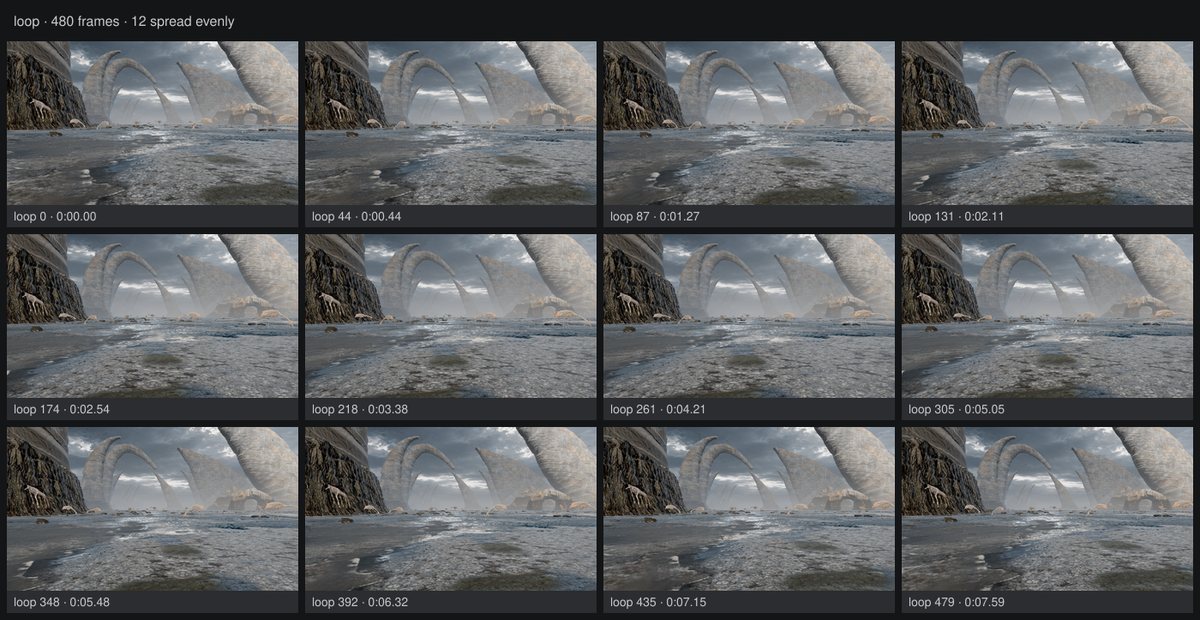 loop · 480 frames · 12 spread evenly
loop 0 · 0:00.00
loop 44 · 0:00.44
loop 87 · 0:01.27
loop 131 · 0:02.11
loop 174 · 0:02.54
loop 218 · 0:03.38
loop 261 · 0:04.21
loop 305 · 0:05.05
loop 348 · 0:05.48
loop 392 · 0:06.32
loop 435 · 0:07.15
loop 479 · 0:07.59